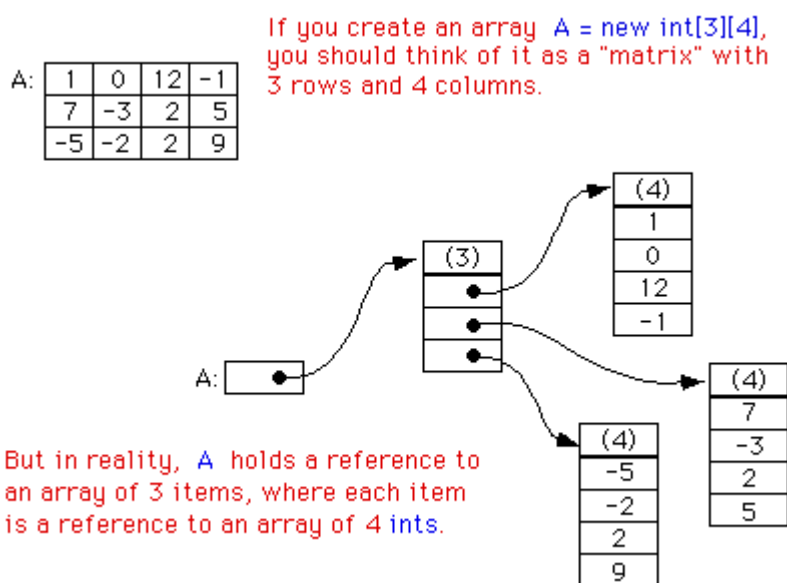 If you create an array A = new int[3][4],
you should think of it as a "matrix" with
3 rows and 4 columns.
A: 1 0 12 -1
7 -3 2 5
-5 -2 2 9
(4)
1
0
12
-1
(3)
A:
(4)
7
-3
2
5
(4)
-5
-2
2
9
But in reality, A holds a reference to
an array of 3 items, where each item
is a reference to an array of 4 ints.